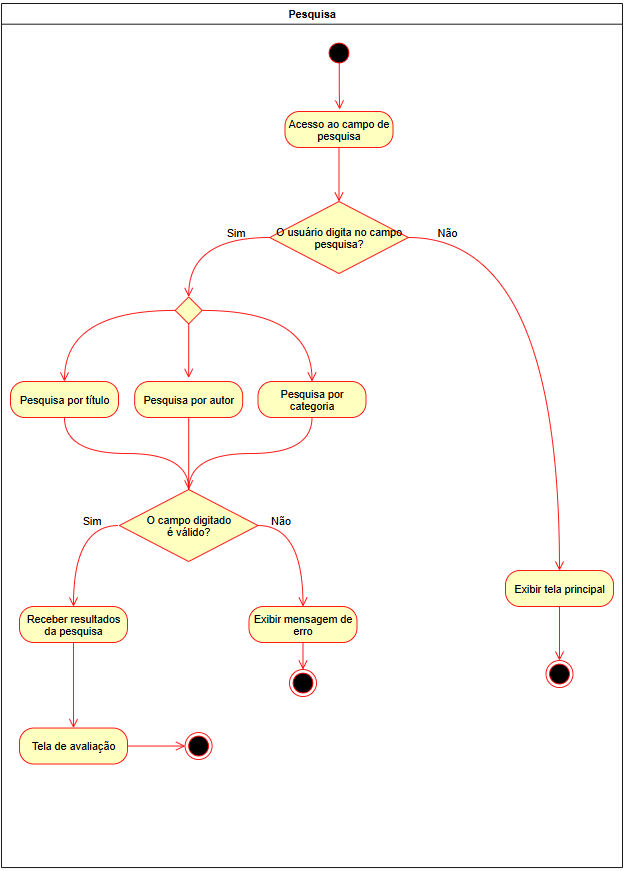 Pesquisa
Acesso ao campo de
pesquisa
O usuário digita no campo
pesquisa?
Sim
Não
Pesquisa por título
Pesquisa por autor
Pesquisa por
categoria
O campo digitado
é válido?
Sim
Não
Exibir tela principal
Receber resultados
da pesquisa
Exibir mensagem de
erro
Tela de avaliação